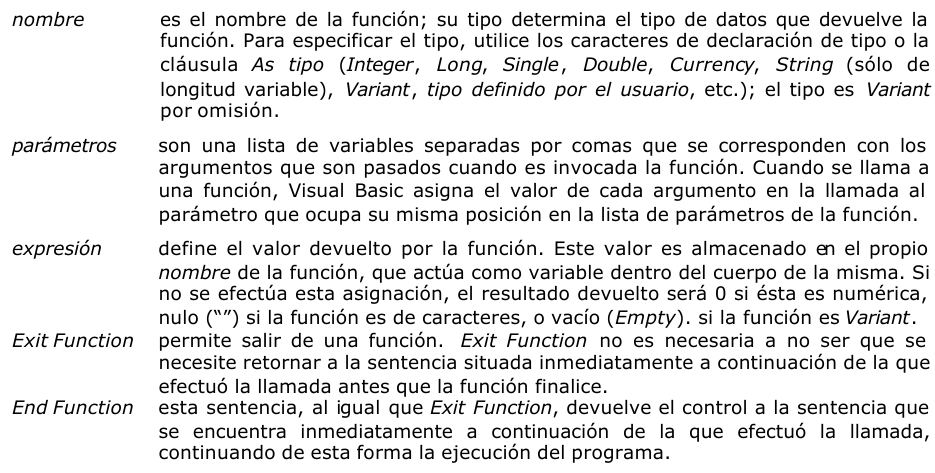 nombre es el nombre de la función; su tipo determina el tipo de datos que devuelve la
función. Para especificar el tipo, utilice los caracteres de declaración de tipo o la
cláusula As tipo (Integer, Long, Single, Double, Currency, String (sólo de
longitud variable), Variant, tipo definido por el usuario, etc.); el tipo es Variant
por omisión.
parámetros son una lista de variables separadas por comas que se corresponden con los
argumentos que son pasados cuando es invocada la función. Cuando se llama a
una función, Visual Basic asigna el valor de cada argumento en la llamada al
parámetro que ocupa su misma posición en la lista de parámetros de la función.
expresión define el valor devuelto por la función. Este valor es almacenado en el propio
nombre de la función, que actúa como variable dentro del cuerpo de la misma. Si
no se efectúa esta asignación, el resultado devuelto será 0 si ésta es numérica,
nulo (“”) si la función es de caracteres, o vacío (Empty). si la función es Variant.
Exit Function permite salir de una función. Exit Function no es necesaria a no ser que se
necesite retornar a la sentencia situada inmediatamente a continuación de la que
efectuó la llamada antes que la función finalice.
End Function esta sentencia, al igual que Exit Function, devuelve el control a la sentencia que
se encuentra inmediatamente a continuación de la que efectuó la llamada,
continuando de esta forma la ejecución del programa.